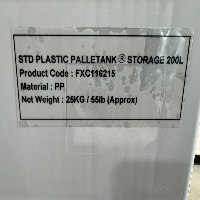 STD PLASTIC PALLETANK ® STORAGE 200L
Product Code : FXC116215
Material : PP
Net Weight : 25KG / 55lb (Approx)